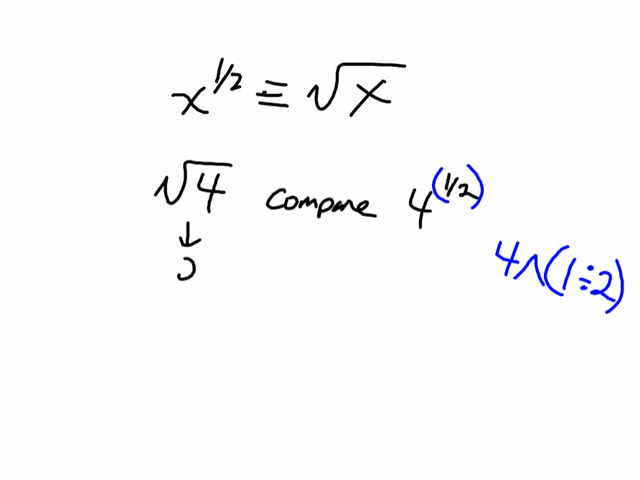 x^{1/2} ≡ √x
√4 compare 4^{(1/2)}
↓
2
4^(1÷2)